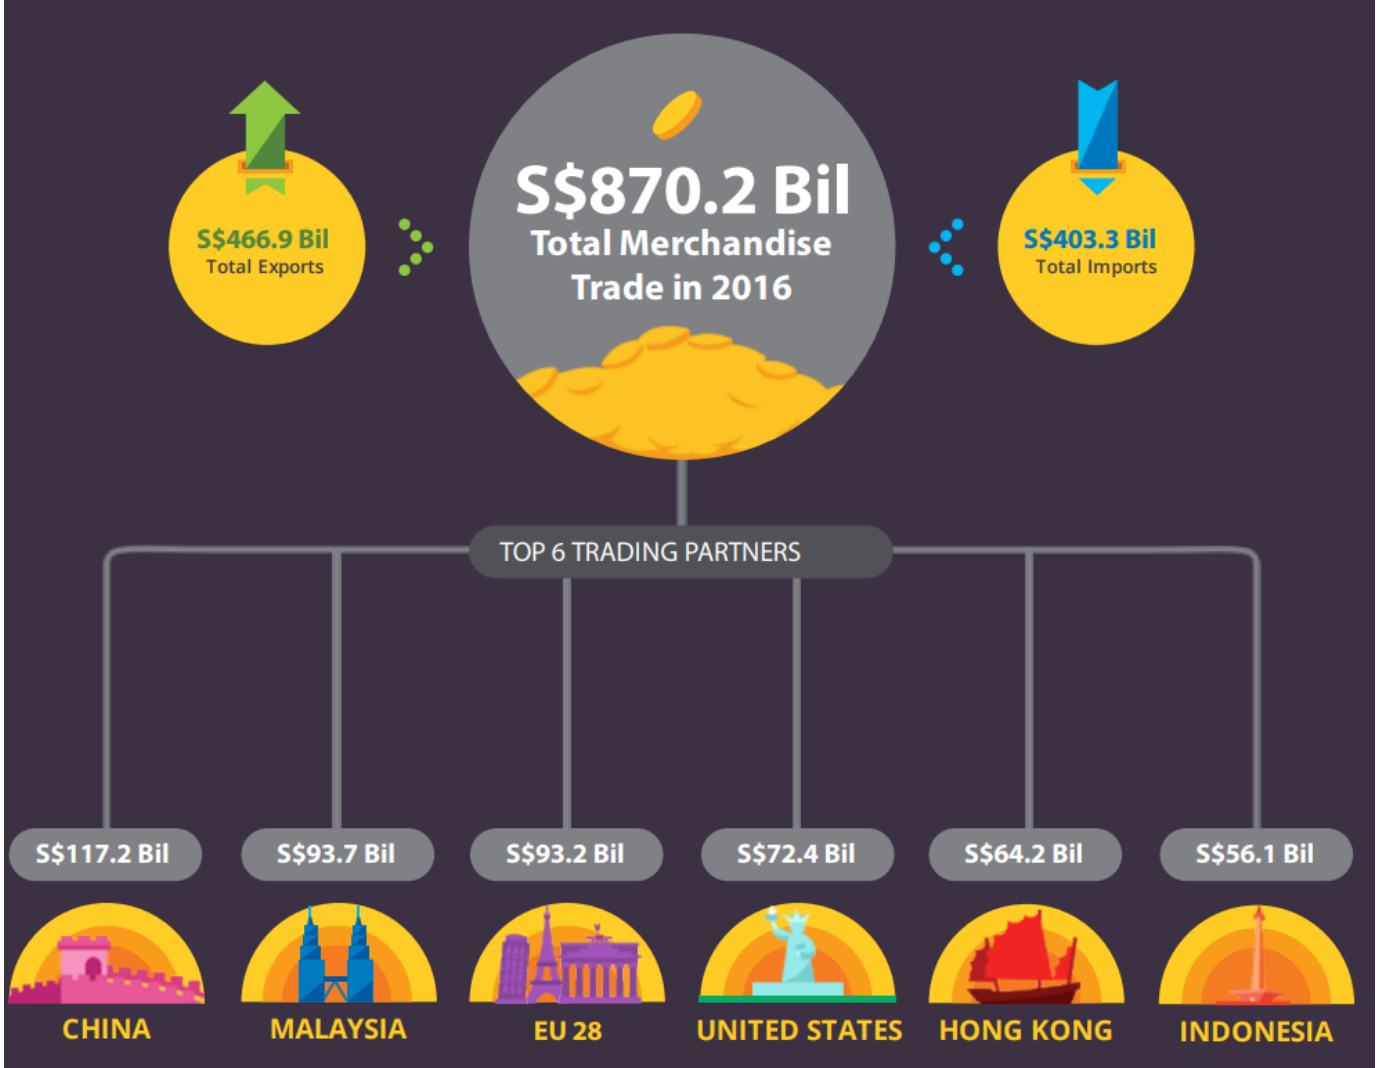 S$870.2 Bil
Total Merchandise
Trade in 2016
S$466.9 Bil
Total Exports
S$403.3 Bil
Total Imports
TOP 6 TRADING PARTNERS
S$117.2 Bil
CHINA
S$93.7 Bil
MALAYSIA
S$93.2 Bil
EU 28
S$72.4 Bil
UNITED STATES
S$64.2 Bil
HONG KONG
S$56.1 Bil
INDONESIA